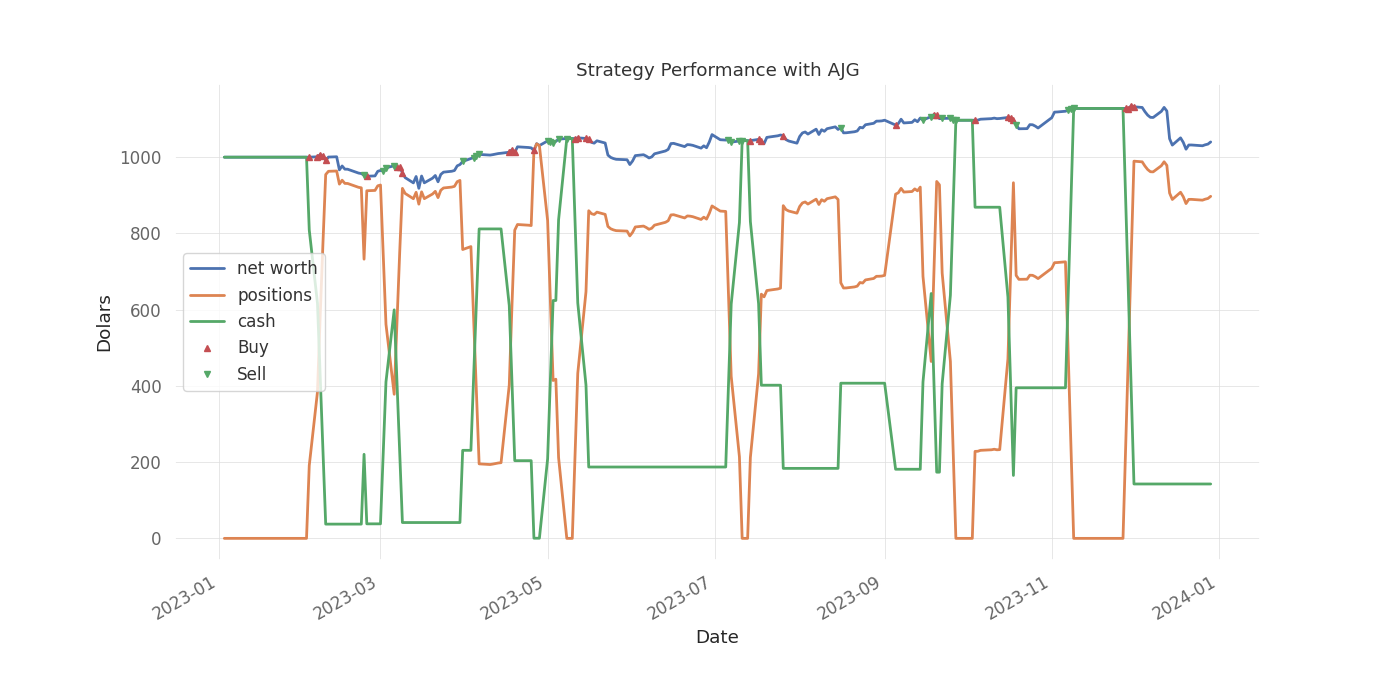 Strategy Performance with AJG
Dolars
1000
800
600
400
200
0
net worth
positions
cash
Buy
Sell
2023-01
2023-03
2023-05
2023-07
2023-09
2023-11
2024-01
Date